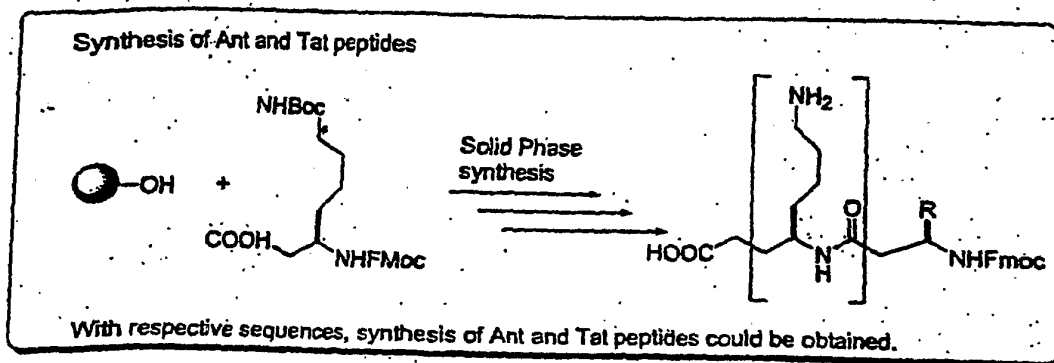 Synthesis of Ant and Tat peptides
NHBoc
OH
+
COOH
NHFMoc
Solid Phase
synthesis
NH2
HOOC
N
H
O
R
NHFmoc
With respective sequences, synthesis of Ant and Tat peptides could be obtained.